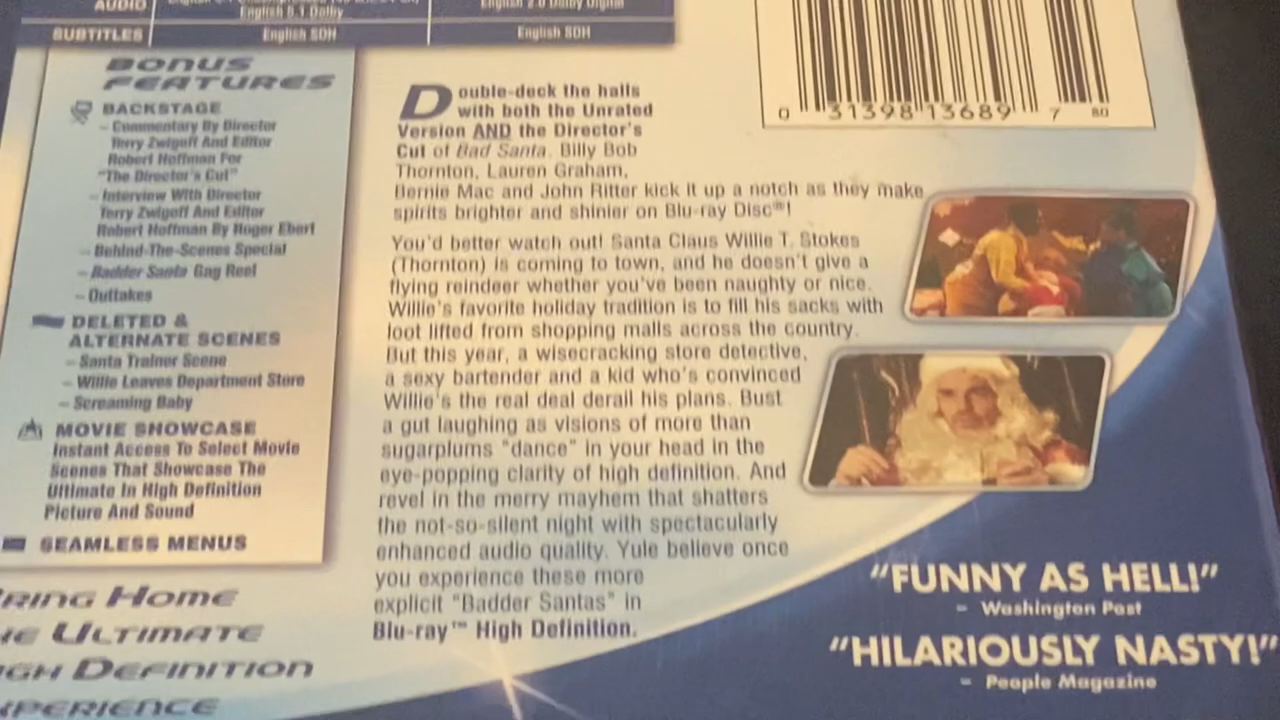 AUDIO
English 5.1 Dolby
English 2.0 Dolby Digital
SUBTITLES
English SDH
English SDH
BONUS
FEATURES
BACKSTAGE
– Commentary By Director
Terry Zwigoff And Editor
Robert Hoffman For
"The Director's Cut"
– Interview With Director
Terry Zwigoff And Editor
Robert Hoffman By Roger Ebert
– Behind-The-Scenes Special
– Badder Santa Gag Reel
– Outtakes
DELETED &
ALTERNATE SCENES
– Santa Trainer Scene
– Willie Leaves Department Store
– Screaming Baby
MOVIE SHOWCASE
Instant Access To Select Movie
Scenes That Showcase The
Ultimate In High Definition
Picture And Sound
SEAMLESS MENUS
RING HOME
HE ULTIMATE
GH DEFINITION
XPERIENCE
Double-deck the halls
with both the Unrated
Version AND the Director's
Cut of Bad Santa. Billy Bob
Thornton, Lauren Graham,
Bernie Mac and John Ritter kick it up a notch as they make
spirits brighter and shinier on Blu-ray Disc™!
You'd better watch out! Santa Claus Willie T. Stokes
(Thornton) is coming to town, and he doesn't give a
flying reindeer whether you've been naughty or nice.
Willie's favorite holiday tradition is to fill his sacks with
loot lifted from shopping malls across the country.
But this year, a wisecracking store detective,
a sexy bartender and a kid who's convinced
Willie's the real deal derail his plans. Bust
a gut laughing as visions of more than
sugarplums "dance" in your head in the
eye-popping clarity of high definition. And
revel in the merry mayhem that shatters
the not-so-silent night with spectacularly
enhanced audio quality. Yule believe once
you experience these more
explicit "Badder Santas" in
Blu-ray™ High Definition.
0 31398 13689 7 80
"FUNNY AS HELL!"
– Washington Post
"HILARIOUSLY NASTY!"
– People Magazine